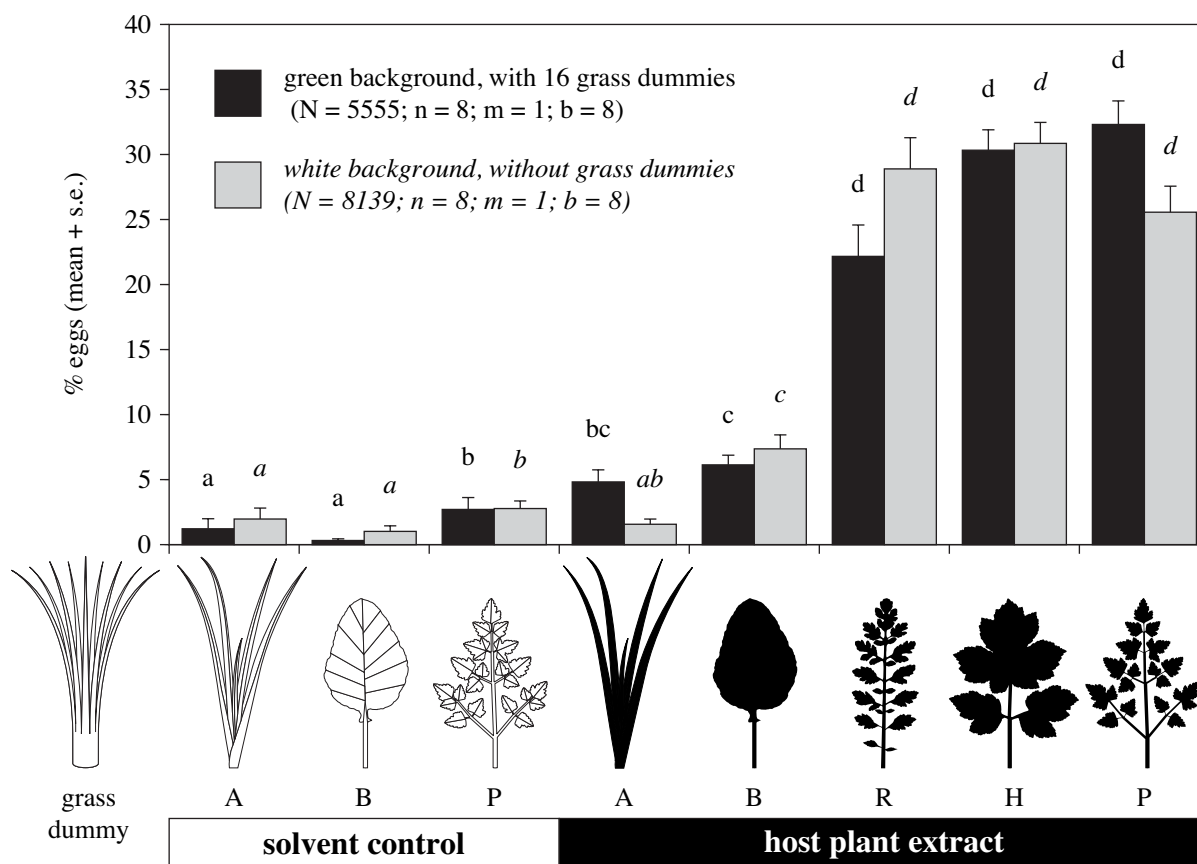 40
35
30
25
20
15
10
5
0
% eggs (mean + s.e.)
green background, with 16 grass dummies
(N = 5555; n = 8; m = 1; b = 8)
white background, without grass dummies
(N = 8139; n = 8; m = 1; b = 8)
a
a
a
a
b
b
bc
ab
c
c
d
d
d
d
d
d
grass
dummy
A
B
P
A
B
R
H
P
solvent control
host plant extract